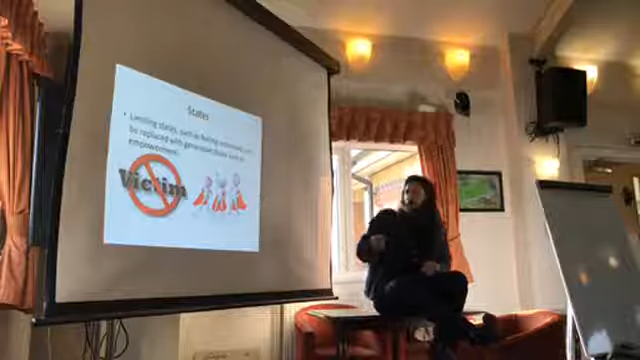 States
• Limiting states, such as feeling
be replaced with
empowerment
Victim